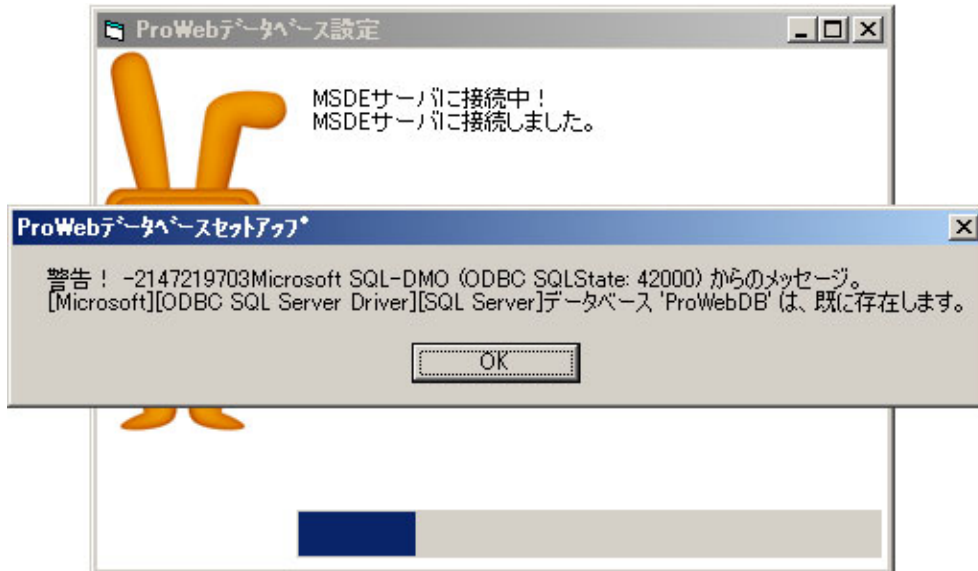 ProWebﾃﾞｰﾀﾍﾞｰｽ設定
MSDEサーバに接続中！
MSDEサーバに接続しました。
ProWebﾃﾞｰﾀﾍﾞｰｽｾｯﾄｱｯﾌﾟ
警告！ -2147219703Microsoft SQL-DMO (ODBC SQLState: 42000) からのメッセージ。
[Microsoft][ODBC SQL Server Driver][SQL Server]データベース 'ProWebDB' は、既に存在します。
OK